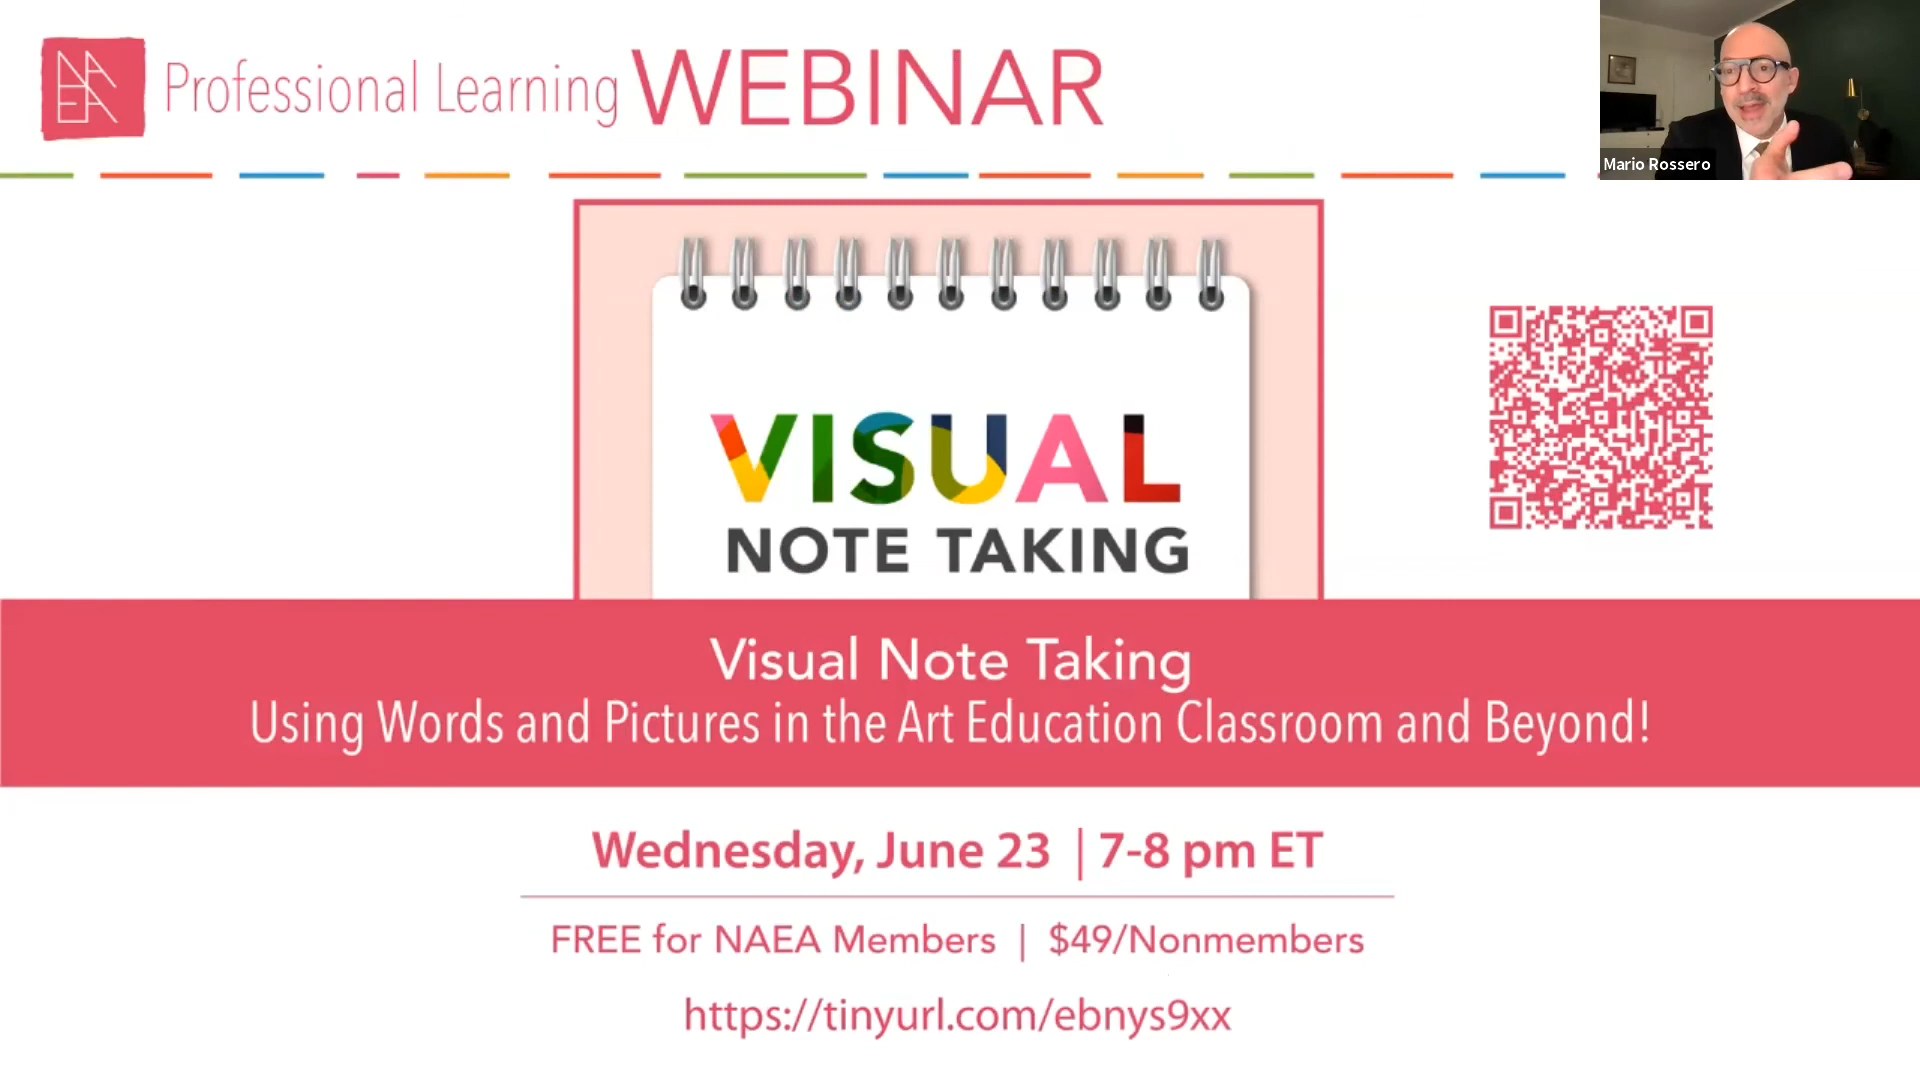 NAEA
Professional Learning WEBINAR
Mario Rossero
VISUAL
NOTE TAKING
Visual Note Taking
Using Words and Pictures in the Art Education Classroom and Beyond!
Wednesday, June 23 | 7-8 pm ET
FREE for NAEA Members | $49/Nonmembers
https://tinyurl.com/ebnys9xx